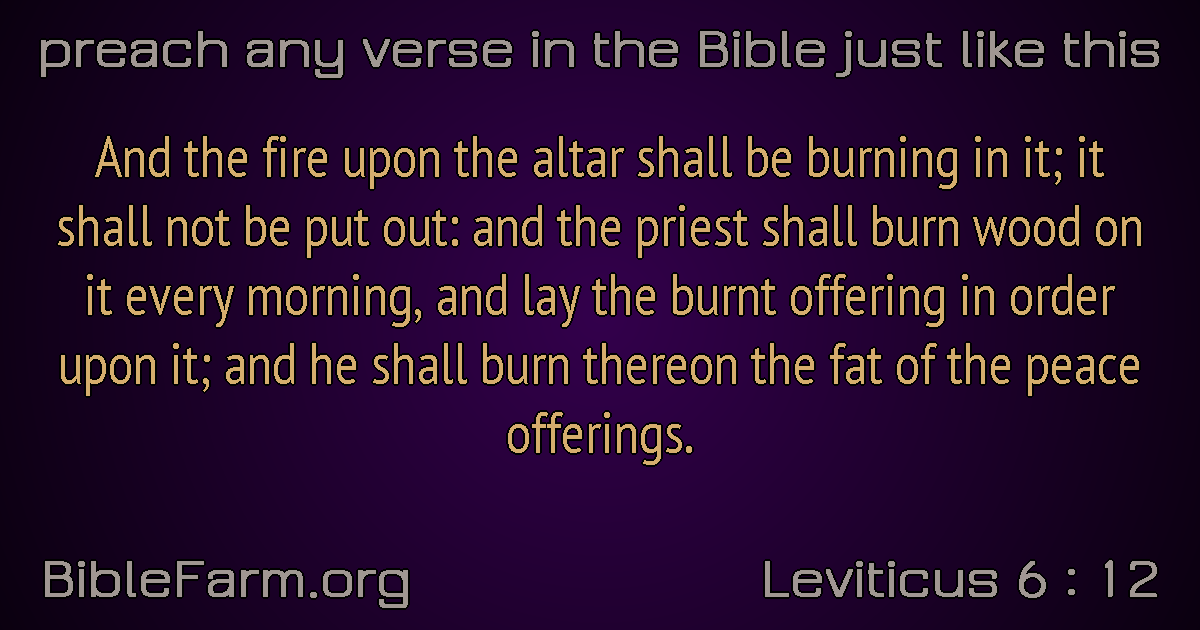 preach any verse in the Bible just like this
And the fire upon the altar shall be burning in it; it
shall not be put out: and the priest shall burn wood on
it every morning, and lay the burnt offering in order
upon it; and he shall burn thereon the fat of the peace
offerings.
BibleFarm.org
Leviticus 6 : 12